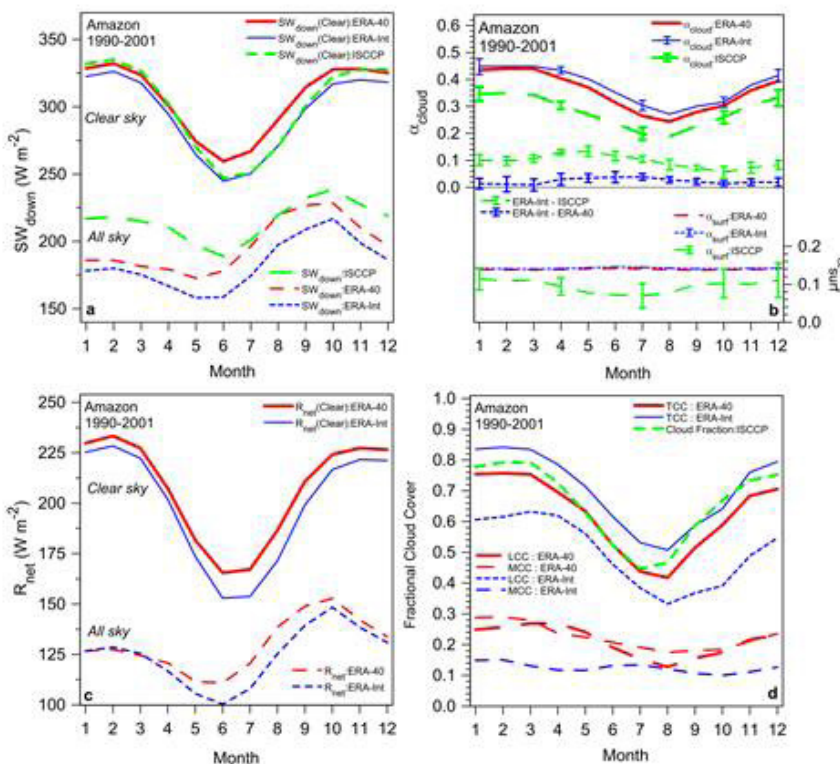 Amazon
1990-2001
SW_down(Clear):ERA-40
SW_down(Clear):ERA-Int
SW_down(Clear):ISCCP
Clear sky
All sky
SW_down:ISCCP
SW_down:ERA-40
SW_down:ERA-Int
SW_down (W m⁻²)
350
325
300
275
250
225
200
175
150
1 2 3 4 5 6 7 8 9 10 11 12
Month
a
Amazon
1990-2001
α_cloud:ERA-40
α_cloud:ERA-Int
α_cloud:ISCCP
ERA-Int - ISCCP
ERA-Int - ERA-40
α_surf:ERA-40
α_surf:ERA-Int
α_surf:ISCCP
α_cloud
0.6
0.5
0.4
0.3
0.2
0.1
0.0
0.2
0.1
0.0
α_surf
1 2 3 4 5 6 7 8 9 10 11 12
Month
b
Amazon
1990-2001
R_net(Clear):ERA-40
R_net(Clear):ERA-Int
Clear sky
All sky
R_net:ERA-40
R_net:ERA-Int
R_net (W m⁻²)
250
225
200
175
150
125
100
1 2 3 4 5 6 7 8 9 10 11 12
Month
c
Amazon
1990-2001
TCC : ERA-40
TCC : ERA-Int
Cloud Fraction:ISCCP
LCC : ERA-40
MCC : ERA-40
LCC : ERA-Int
MCC : ERA-Int
Fractional Cloud Cover
1.0
0.9
0.8
0.7
0.6
0.5
0.4
0.3
0.2
0.1
0.0
1 2 3 4 5 6 7 8 9 10 11 12
Month
d